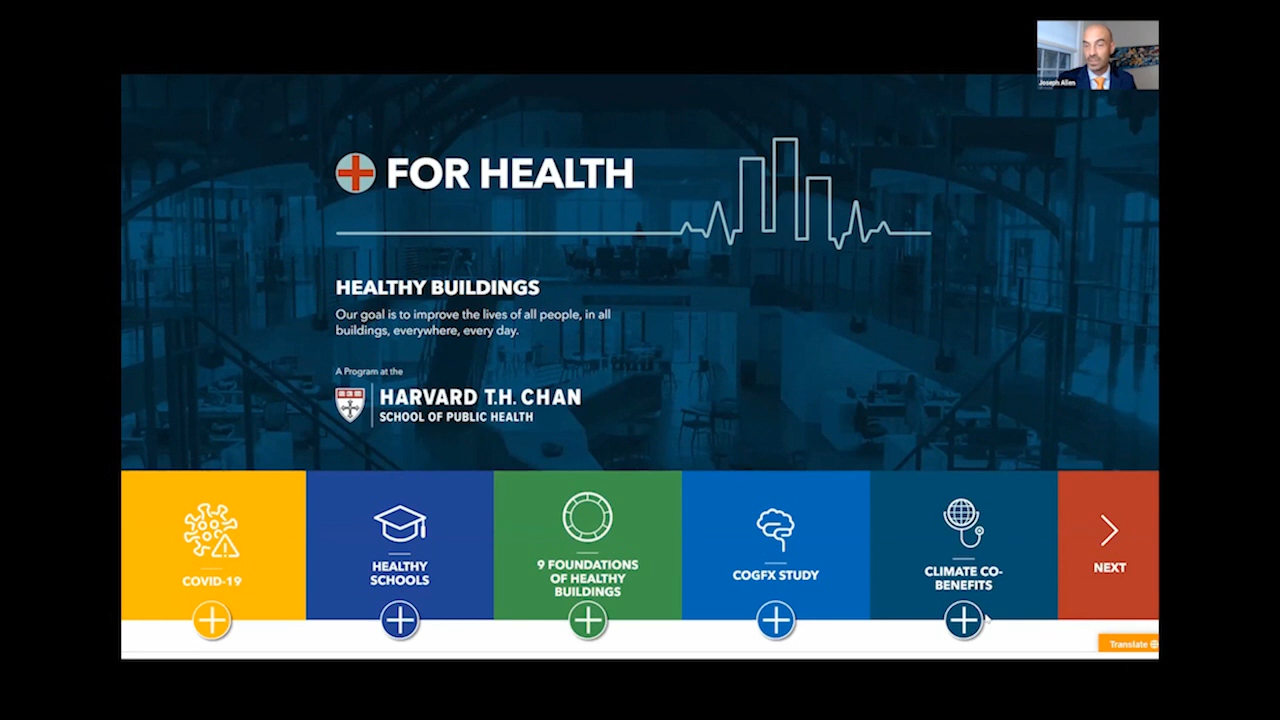 Joseph Allen
FOR HEALTH
HEALTHY BUILDINGS
Our goal is to improve the lives of all people, in all
buildings, everywhere, every day.
A Program at the
HARVARD T.H. CHAN
SCHOOL OF PUBLIC HEALTH
COVID-19
HEALTHY
SCHOOLS
9 FOUNDATIONS
OF HEALTHY
BUILDINGS
COGFX STUDY
CLIMATE CO-
BENEFITS
NEXT
Translate